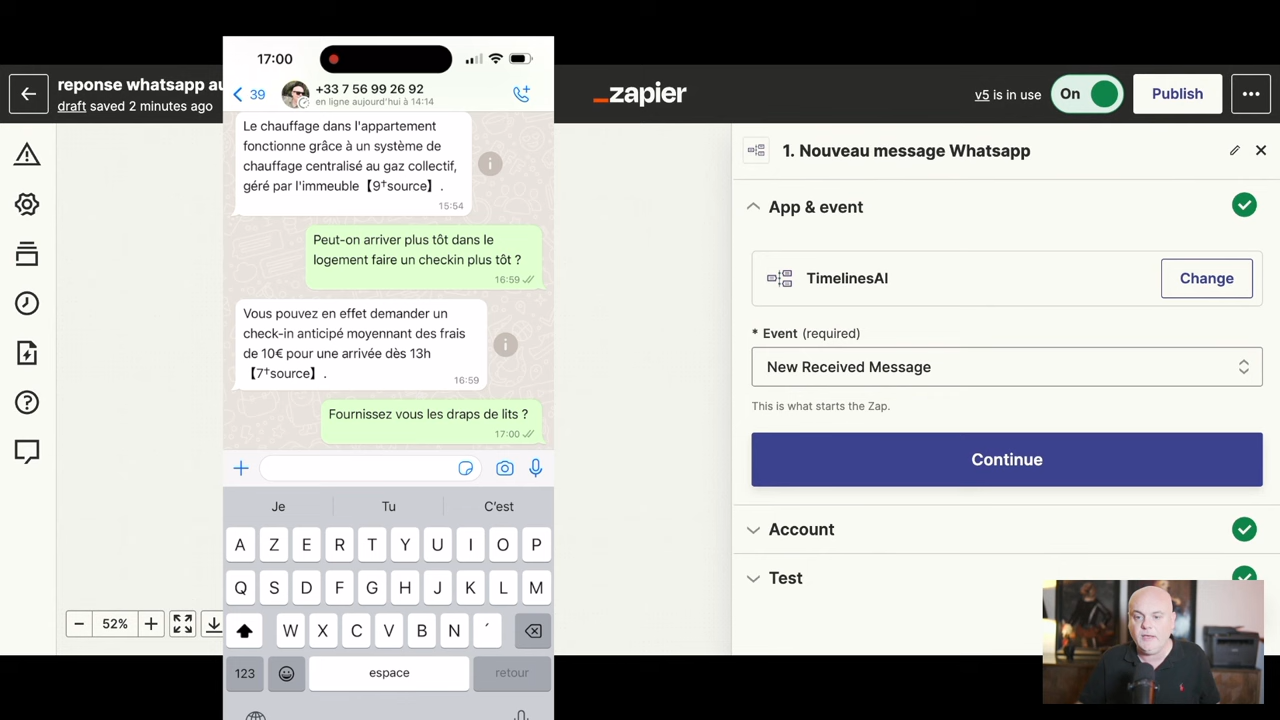 reponse whatsapp au
draft saved 2 minutes ago
17:00
39
+33 7 56 99 26 92
en ligne aujourd'hui à 14:14
Le chauffage dans l'appartement
fonctionne grâce à un système de
chauffage centralisé au gaz collectif,
géré par l'immeuble【9†source】.
15:54
Peut-on arriver plus tôt dans le
logement faire un checkin plus tôt ?
16:59
Vous pouvez en effet demander un
check-in anticipé moyennant des frais
de 10€ pour une arrivée dès 13h
【7†source】.
16:59
Fournissez vous les draps de lits ?
17:00
Je Tu C'est
A Z E R T Y U I O P
Q S D F G H J K L M
W X C V B N ´
123 espace retour
52%
zapier
v5 is in use
On
Publish
1. Nouveau message Whatsapp
App & event
TimelinesAI
Change
* Event (required)
New Received Message
This is what starts the Zap.
Continue
Account
Test